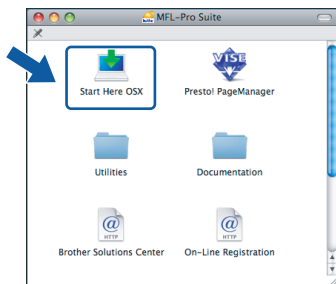 MFL-Pro Suite
Start Here OSX
VISE
Presto! PageManager
Utilities
Documentation
@
HTTP
@
HTTP
Brother Solutions Center
On-Line Registration